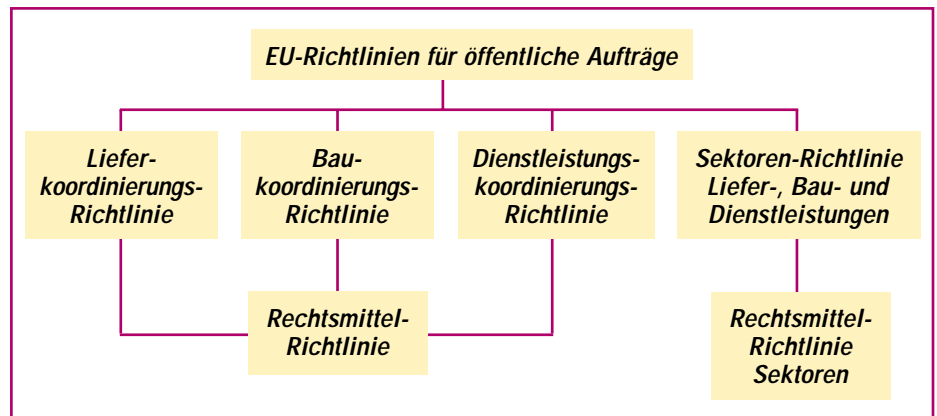 EU-Richtlinien für öffentliche Aufträge
Liefer-
koordinierungs-
Richtlinie
Bau-
koordinierungs-
Richtlinie
Dienstleistungs-
koordinierungs-
Richtlinie
Sektoren-Richtlinie
Liefer-, Bau- und
Dienstleistungen
Rechtsmittel-
Richtlinie
Rechtsmittel-
Richtlinie
Sektoren